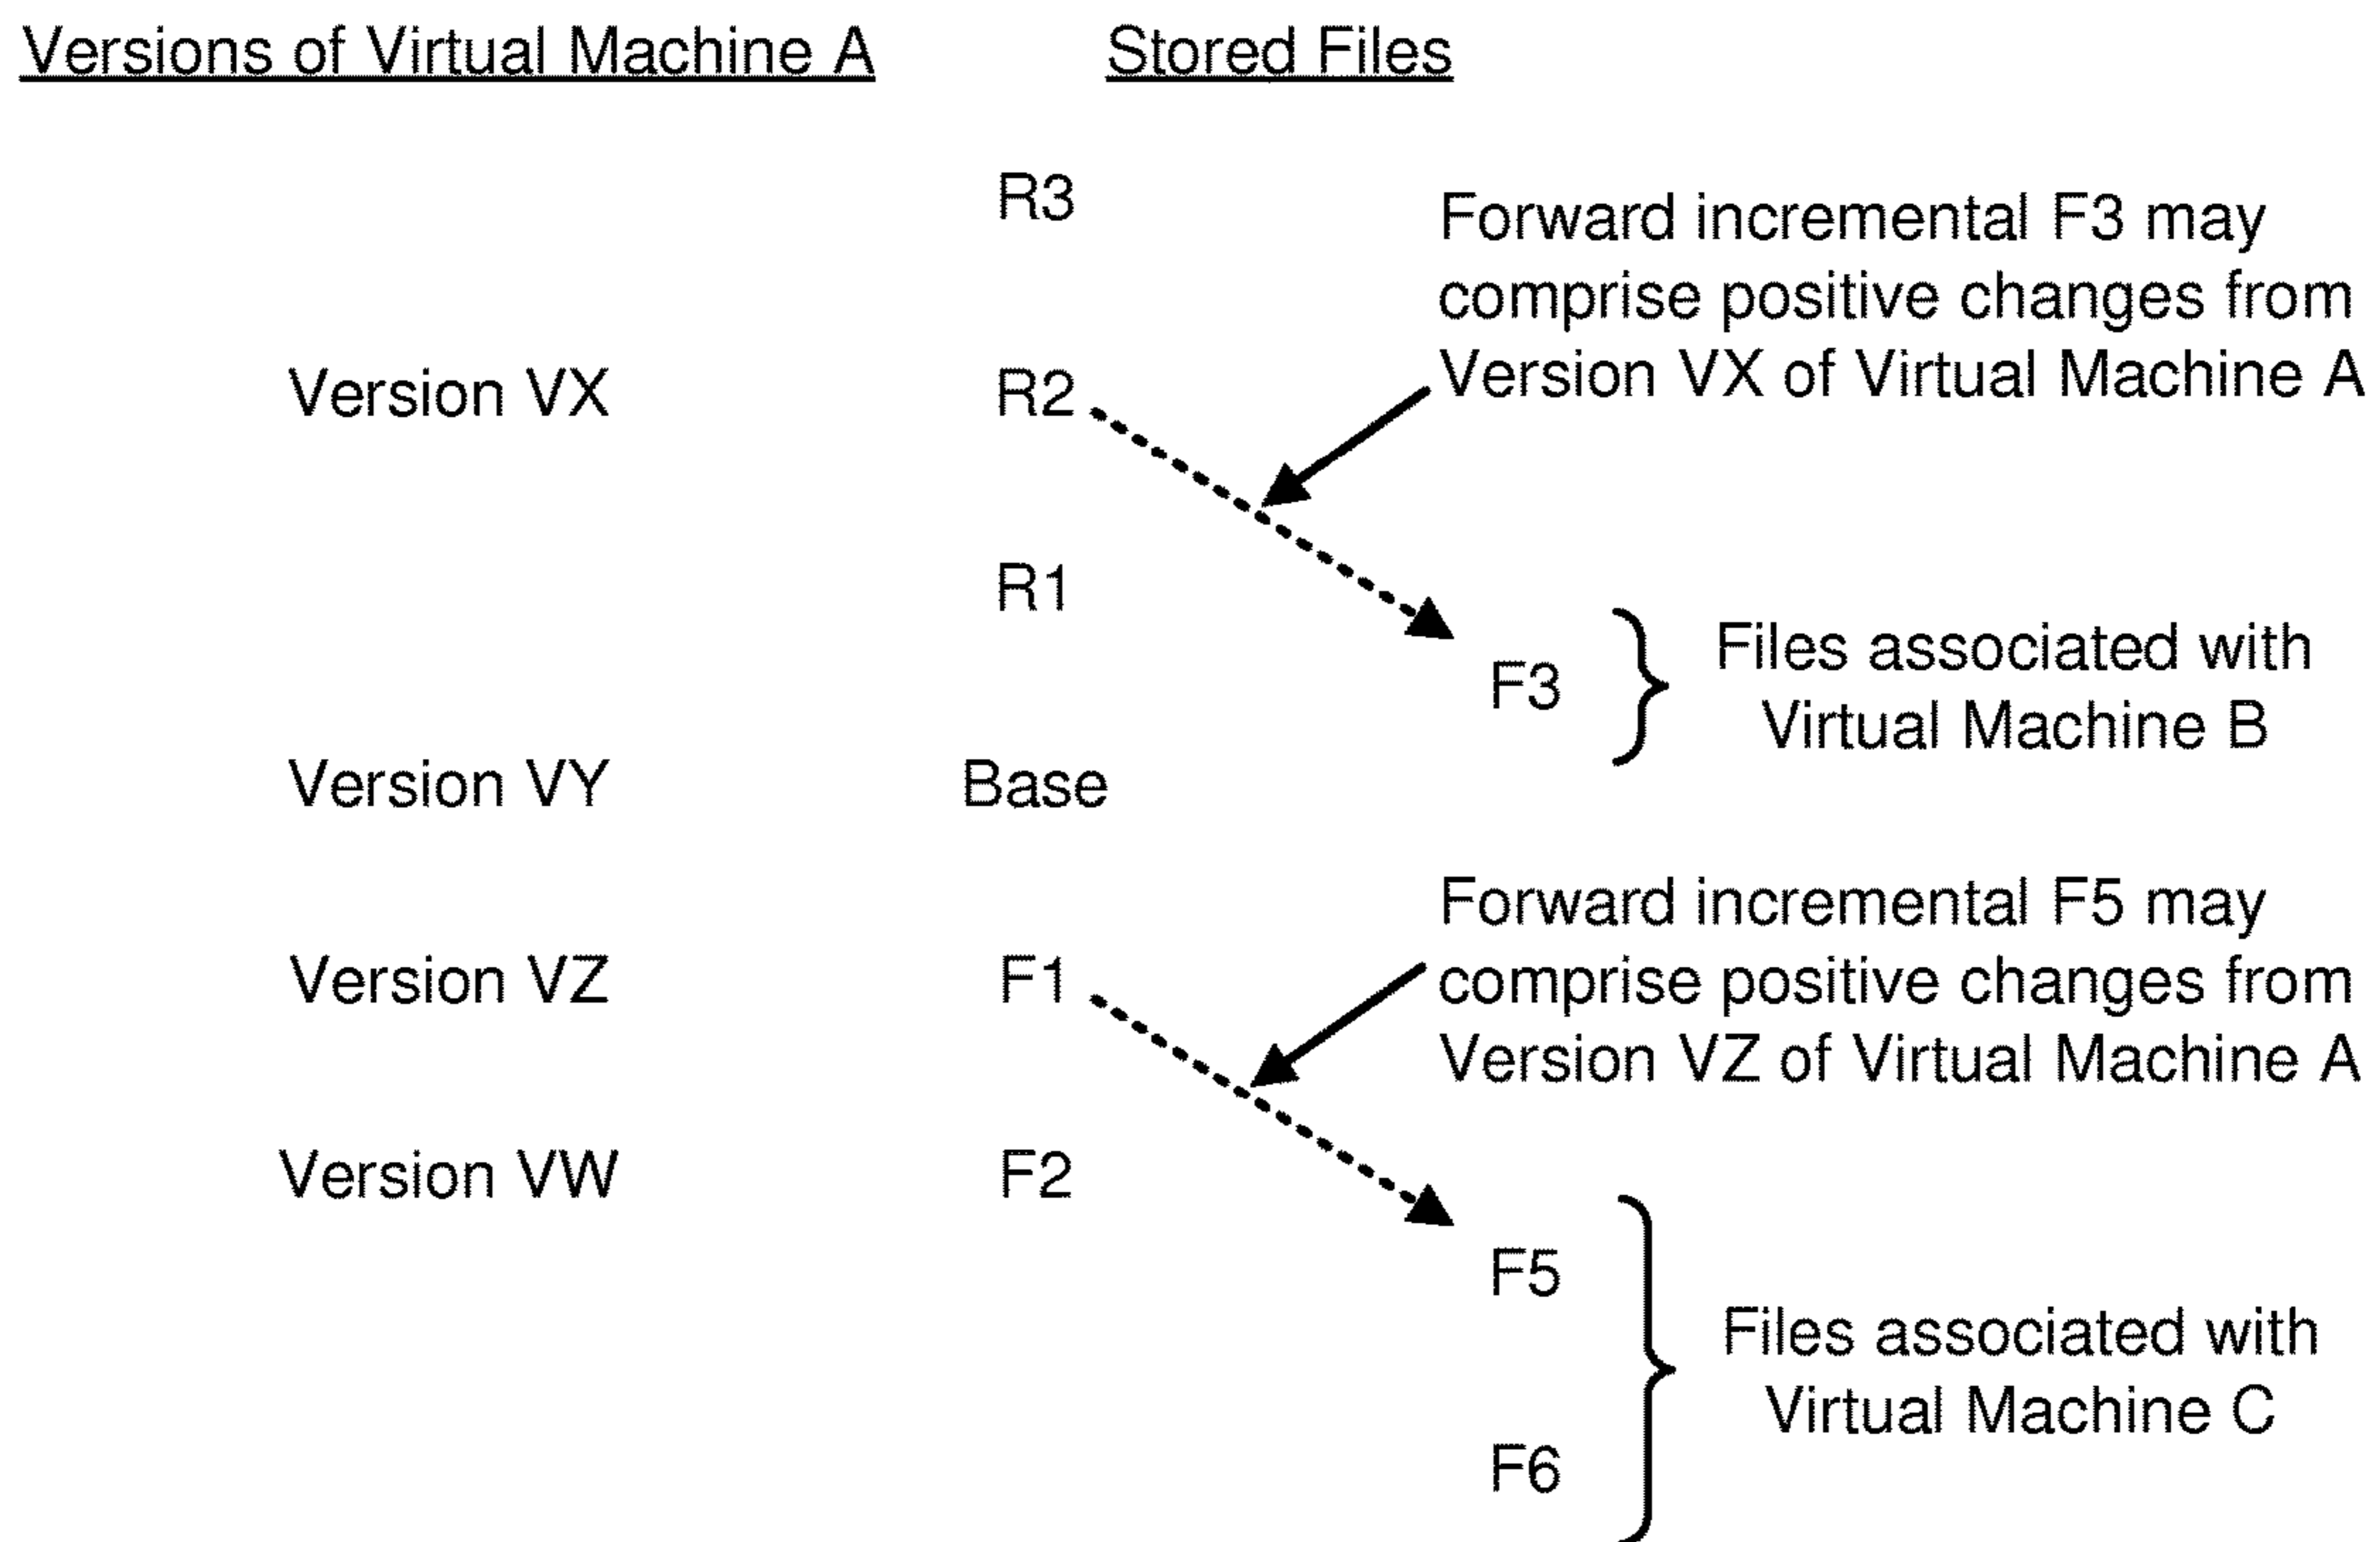 Versions of Virtual Machine A
Stored Files
R3
Forward incremental F3 may
comprise positive changes from
Version VX of Virtual Machine A
Version VX
R2
R1
Files associated with
Virtual Machine B
F3
Version VY
Base
Forward incremental F5 may
comprise positive changes from
Version VZ of Virtual Machine A
Version VZ
F1
Version VW
F2
F5
Files associated with
Virtual Machine C
F6